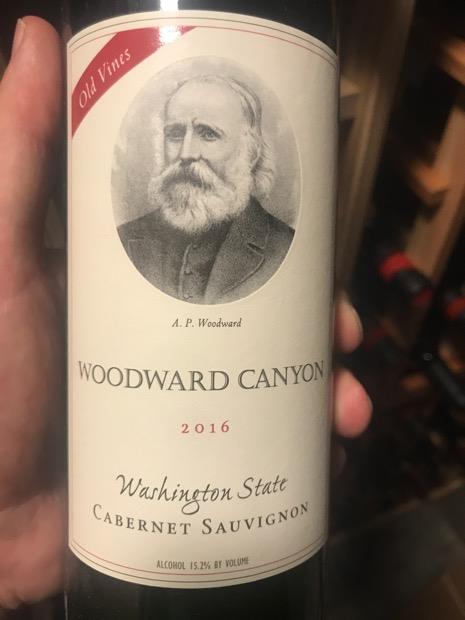 Old Vines
A. P. Woodward
WOODWARD CANYON
2016
Washington State
CABERNET SAUVIGNON
ALCOHOL 15.2% BY VOLUME